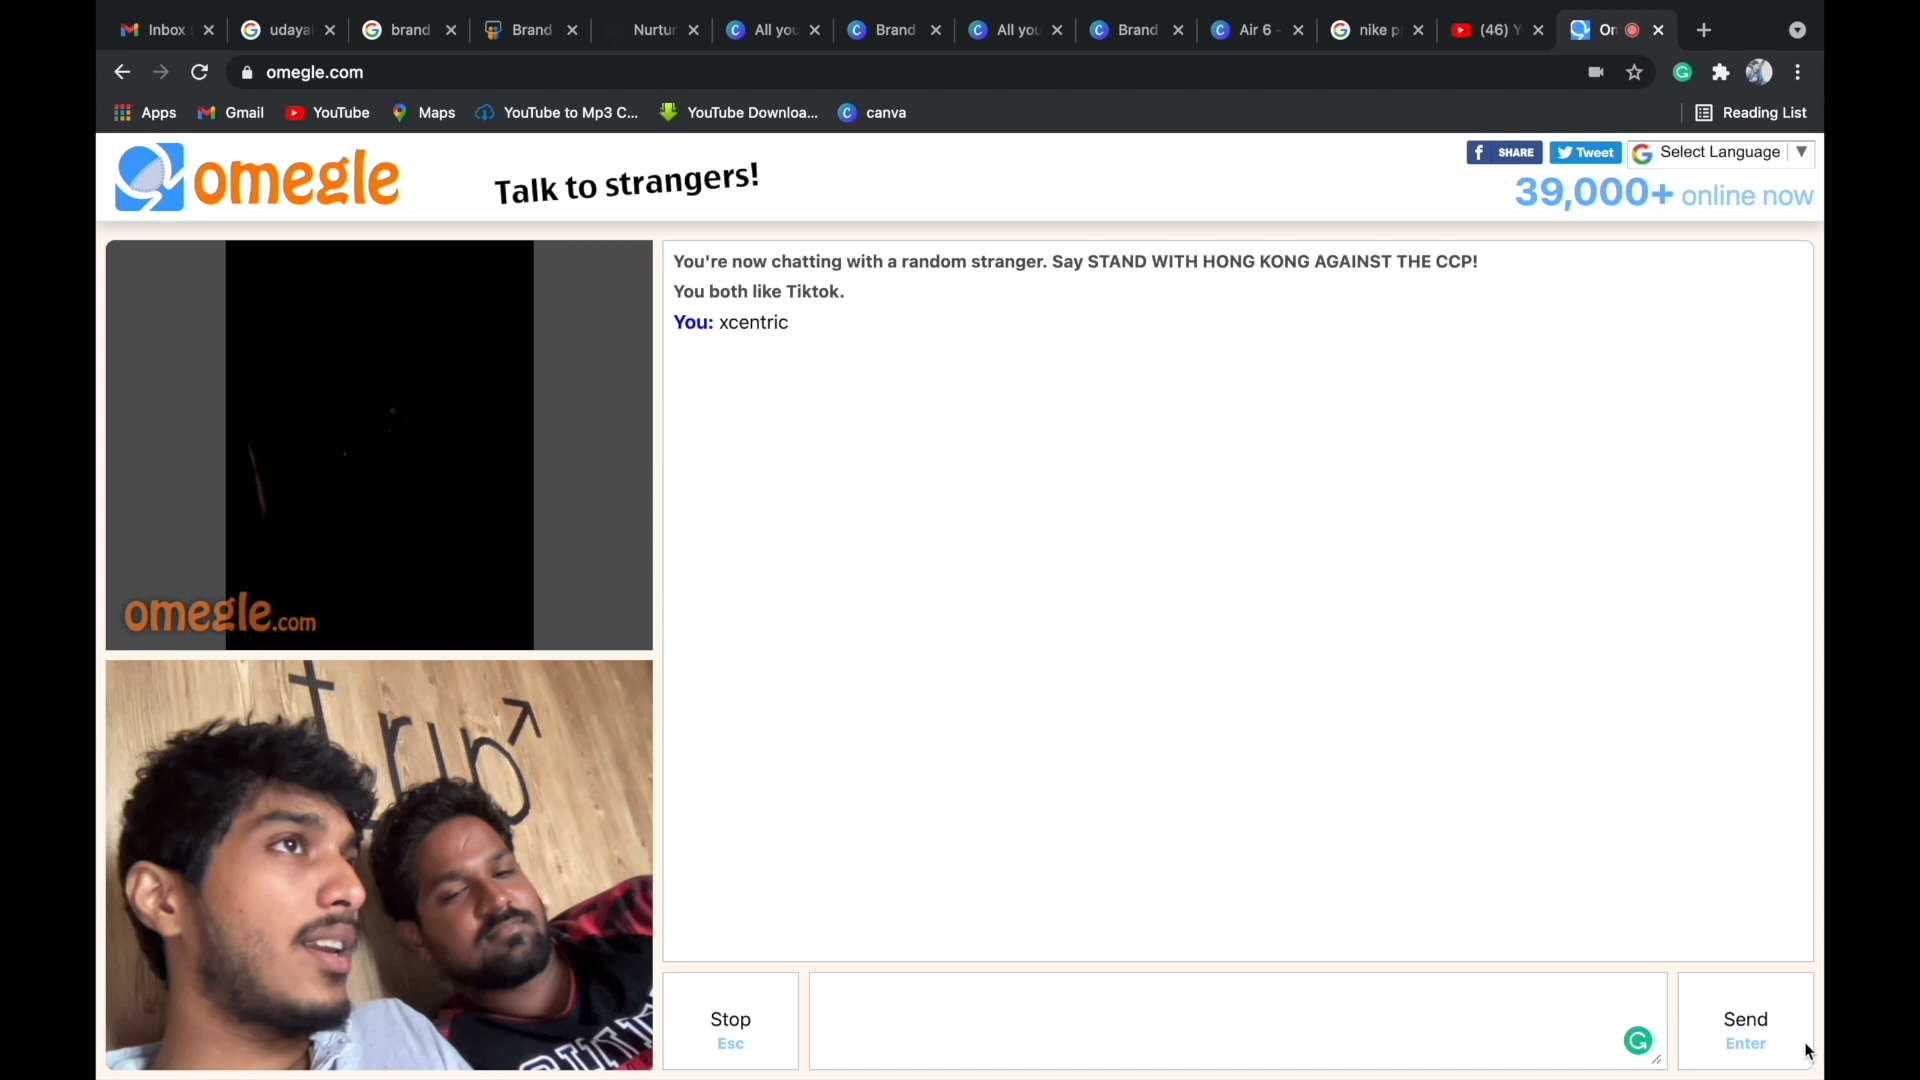 Inbox
udaya
brand
Brand
Nurtur
All you
Brand
All you
Brand
Air 6 -
nike p
(46) Y
On
omegle.com
Apps
Gmail
YouTube
Maps
YouTube to Mp3 C...
YouTube Downloa...
canva
Reading List
omegle
Talk to strangers!
SHARE
Tweet
Select Language
39,000+ online now
You're now chatting with a random stranger. Say STAND WITH HONG KONG AGAINST THE CCP!
You both like Tiktok.
You: xcentric
omegle.com
trip
Stop
Esc
Send
Enter